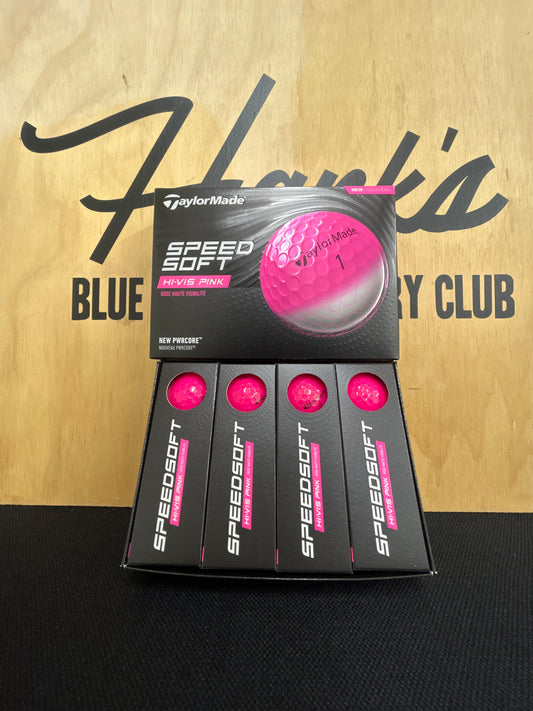 Hank's
BLUE RY CLUB
NEW / NOUVEAU
TaylorMade
SPEED
SOFT
HI-VIS PINK
ROSE HAUTE VISIBILITÉ
TaylorMade
1
NEW PWRCORE™
NOUVEAU PWRCORE™
SPEEDSOFT
HI-VIS PINK
SPEEDSOFT
HI-VIS PINK
SPEEDSOFT
HI-VIS PINK
SPEEDSOFT
HI-VIS PINK